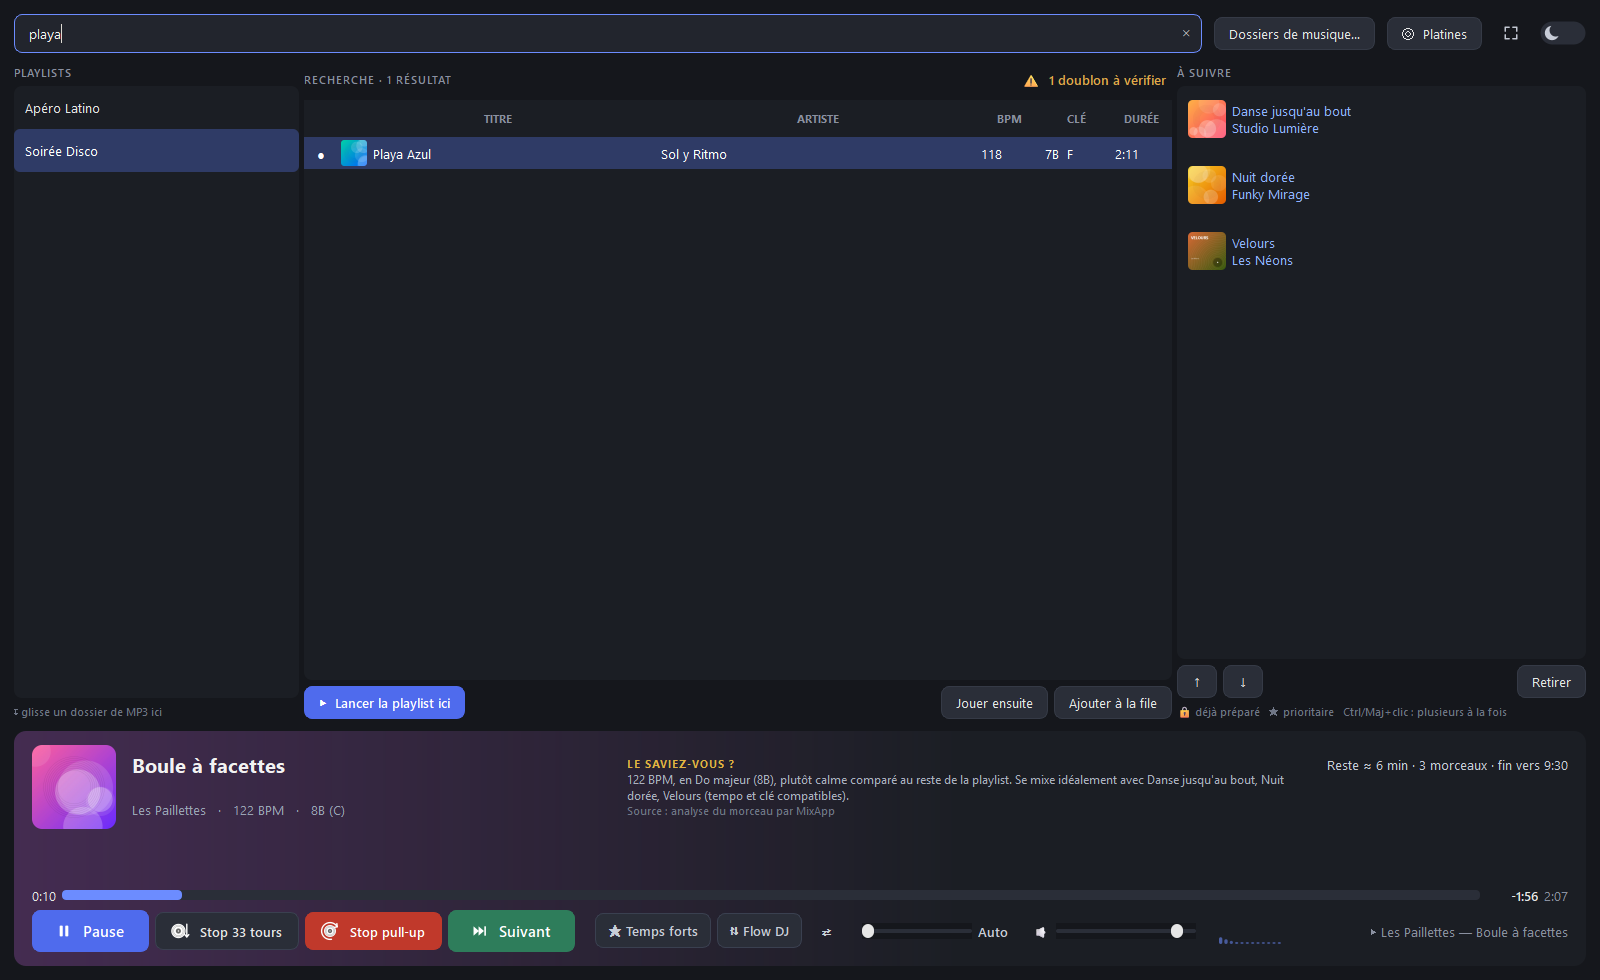 playa
×
Dossiers de musique...
Platines
PLAYLISTS
Apéro Latino
Soirée Disco
glisse un dossier de MP3 ici
RECHERCHE · 1 RÉSULTAT
1 doublon à vérifier
TITRE ARTISTE BPM CLÉ DURÉE
Playa Azul Sol y Ritmo 118 7B F 2:11
Lancer la playlist ici
Jouer ensuite
Ajouter à la file
À SUIVRE
Danse jusqu'au bout
Studio Lumière
Nuit dorée
Funky Mirage
VELOURS
Velours
Les Néons
↑ ↓
Retirer
déjà préparé ★ prioritaire Ctrl/Maj+clic : plusieurs à la fois
Boule à facettes
Les Paillettes · 122 BPM · 8B (C)
LE SAVIEZ-VOUS ?
122 BPM, en Do majeur (8B), plutôt calme comparé au reste de la playlist. Se mixe idéalement avec Danse jusqu'au bout, Nuit
dorée, Velours (tempo et clé compatibles).
Source : analyse du morceau par MixApp
Reste ≈ 6 min · 3 morceaux · fin vers 9:30
0:10
-1:56 2:07
Pause
Stop 33 tours
Stop pull-up
Suivant
★ Temps forts
Flow DJ
Auto
Les Paillettes — Boule à facettes